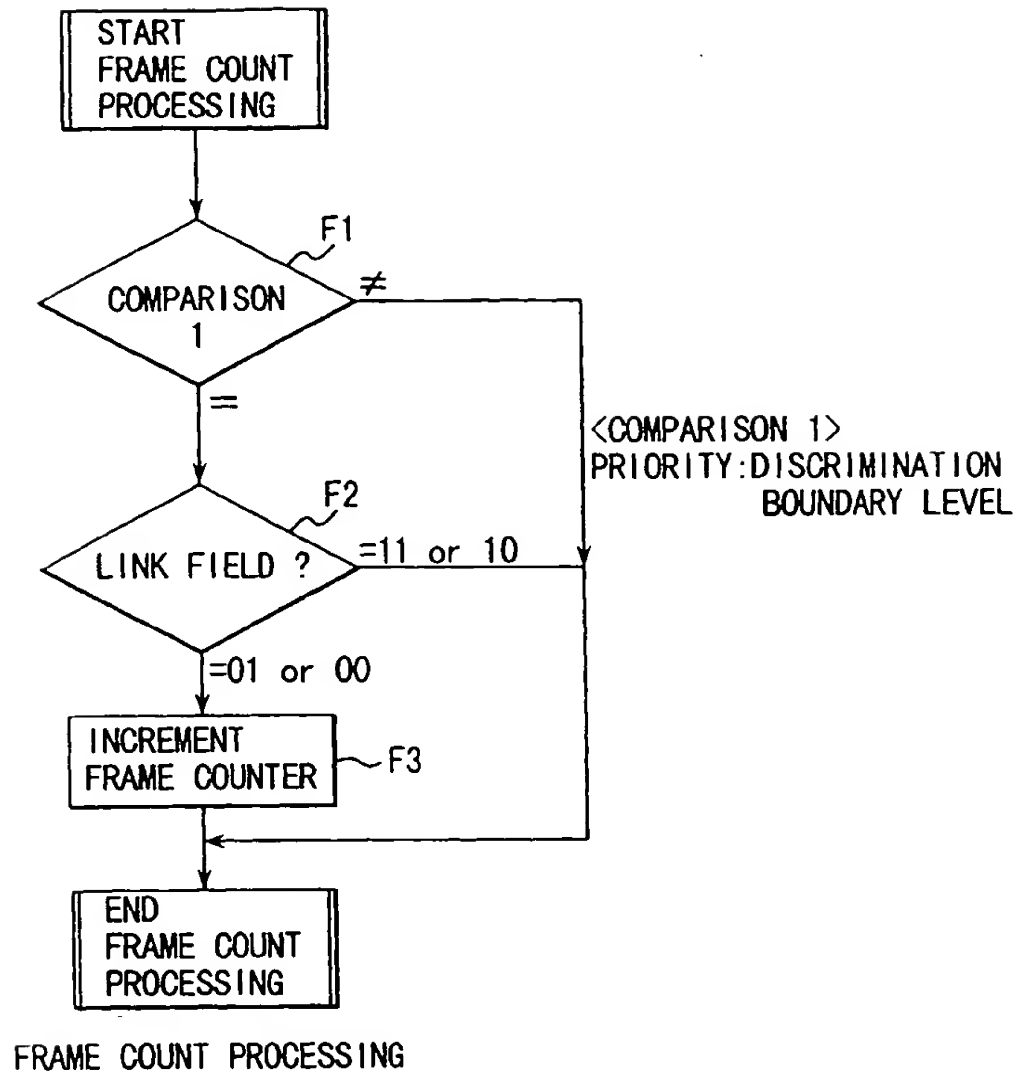 START
FRAME COUNT
PROCESSING
F1
≠
COMPARISON
1
=
<COMPARISON 1>
PRIORITY:DISCRIMINATION
BOUNDARY LEVEL
F2
LINK FIELD ?
=11 or 10
=01 or 00
INCREMENT
FRAME COUNTER
F3
END
FRAME COUNT
PROCESSING
FRAME COUNT PROCESSING